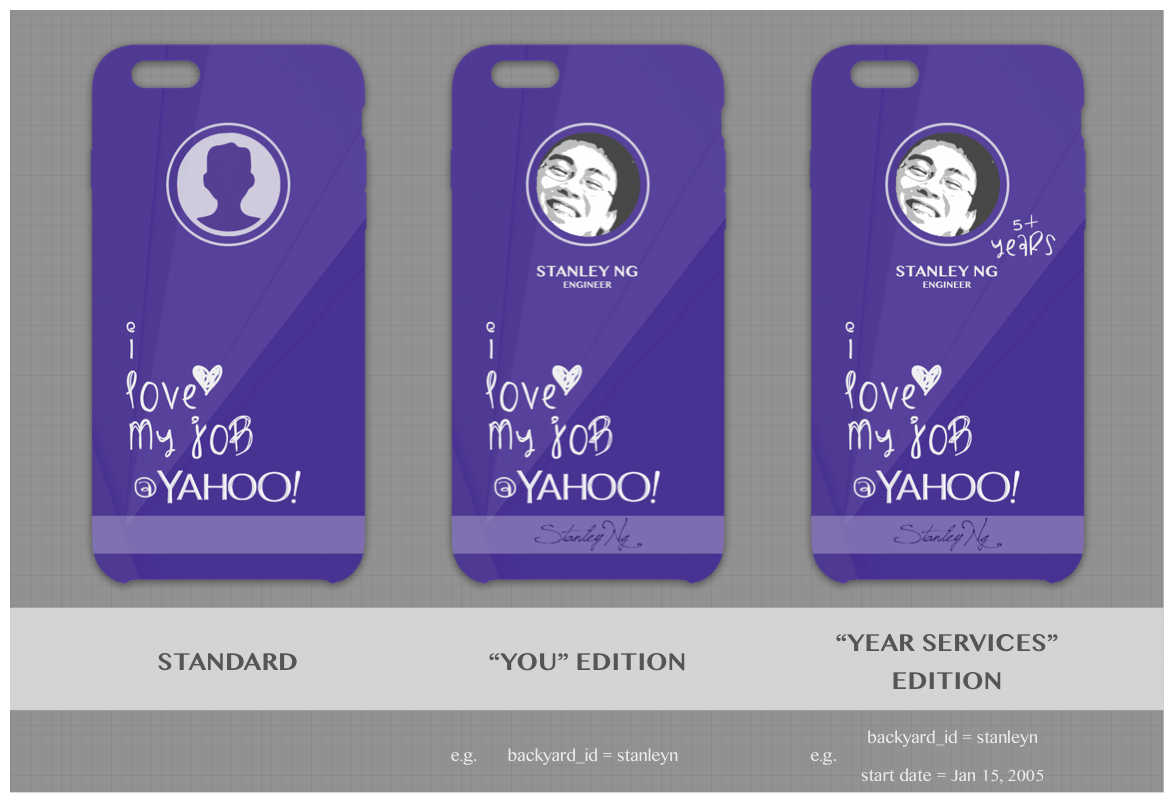 i
love
my job
@YAHOO!
STANLEY NG
ENGINEER
i
love
my job
@YAHOO!
Stanley Ng
5+
years
STANLEY NG
ENGINEER
i
love
my job
@YAHOO!
Stanley Ng
STANDARD
“YOU” EDITION
“YEAR SERVICES”
EDITION
e.g. backyard_id = stanleyn
e.g.
backyard_id = stanleyn
start date = Jan 15, 2005